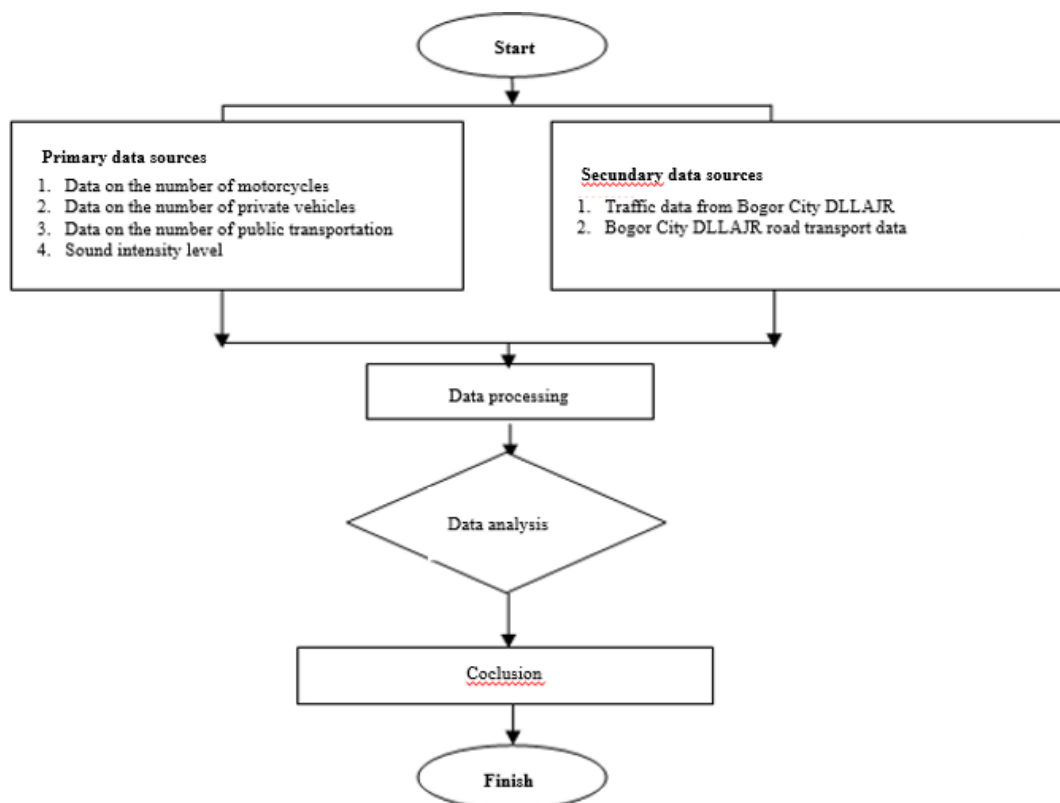 Start
Primary data sources
1. Data on the number of motorcycles
2. Data on the number of private vehicles
3. Data on the number of public transportation
4. Sound intensity level
Secundary data sources
1. Traffic data from Bogor City DLLAJR
2. Bogor City DLLAJR road transport data
Data processing
Data analysis
Coclusion
Finish